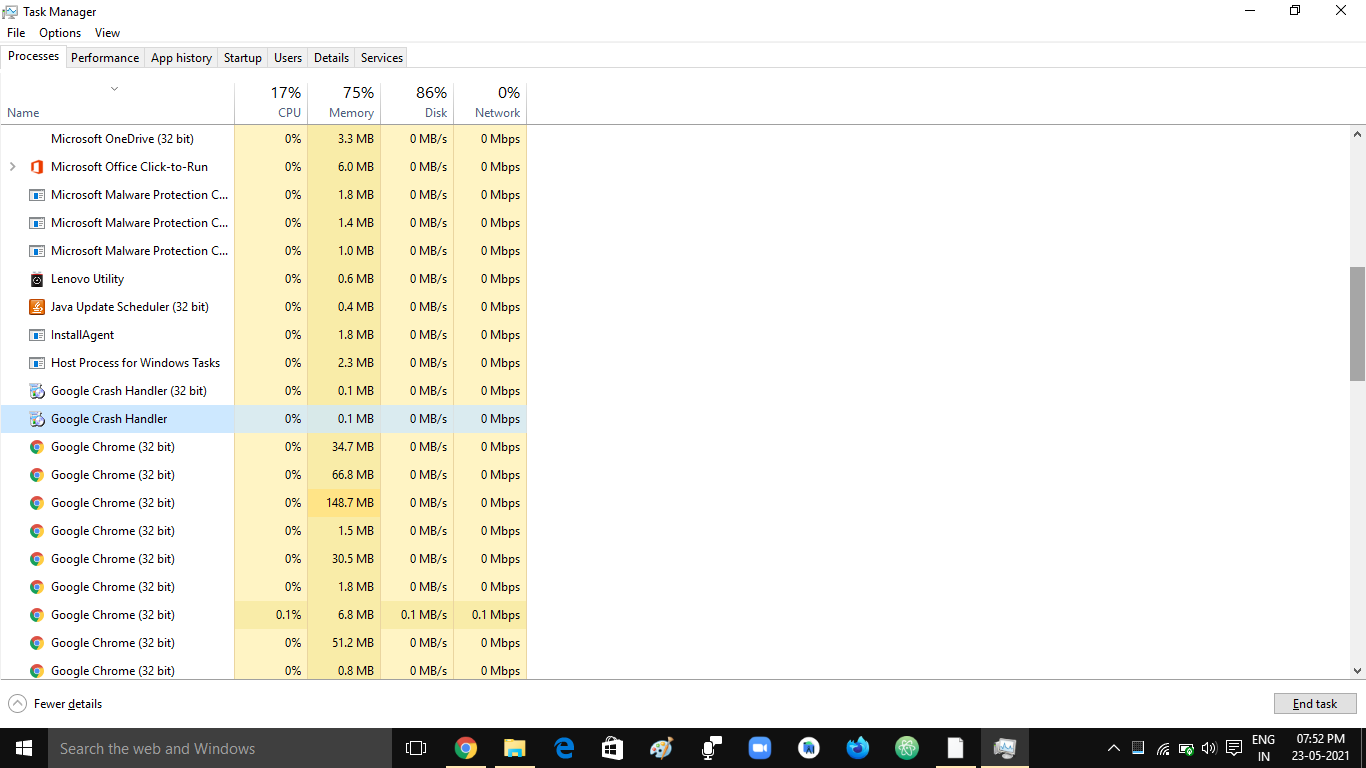 Task Manager
File Options View
Processes Performance App history Startup Users Details Services
17% 75% 86% 0%
Name CPU Memory Disk Network
Microsoft OneDrive (32 bit) 0% 3.3 MB 0 MB/s 0 Mbps
Microsoft Office Click-to-Run 0% 6.0 MB 0 MB/s 0 Mbps
Microsoft Malware Protection C... 0% 1.8 MB 0 MB/s 0 Mbps
Microsoft Malware Protection C... 0% 1.4 MB 0 MB/s 0 Mbps
Microsoft Malware Protection C... 0% 1.0 MB 0 MB/s 0 Mbps
Lenovo Utility 0% 0.6 MB 0 MB/s 0 Mbps
Java Update Scheduler (32 bit) 0% 0.4 MB 0 MB/s 0 Mbps
InstallAgent 0% 1.8 MB 0 MB/s 0 Mbps
Host Process for Windows Tasks 0% 2.3 MB 0 MB/s 0 Mbps
Google Crash Handler (32 bit) 0% 0.1 MB 0 MB/s 0 Mbps
Google Crash Handler 0% 0.1 MB 0 MB/s 0 Mbps
Google Chrome (32 bit) 0% 34.7 MB 0 MB/s 0 Mbps
Google Chrome (32 bit) 0% 66.8 MB 0 MB/s 0 Mbps
Google Chrome (32 bit) 0% 148.7 MB 0 MB/s 0 Mbps
Google Chrome (32 bit) 0% 1.5 MB 0 MB/s 0 Mbps
Google Chrome (32 bit) 0% 30.5 MB 0 MB/s 0 Mbps
Google Chrome (32 bit) 0% 1.8 MB 0 MB/s 0 Mbps
Google Chrome (32 bit) 0.1% 6.8 MB 0.1 MB/s 0.1 Mbps
Google Chrome (32 bit) 0% 51.2 MB 0 MB/s 0 Mbps
Google Chrome (32 bit) 0% 0.8 MB 0 MB/s 0 Mbps
Fewer details End task
Search the web and Windows
ENG 07:52 PM
IN 23-05-2021